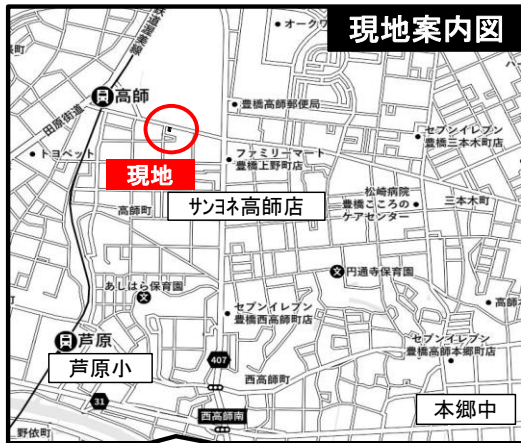 現地案内図
鉄道渥美線
オークワ
高師
豊橋高師郵便局
田原街道
セブンイレブン
豊橋三本木町店
トヨペット
ファミリーマート
豊橋上野町店
現地
松崎病院
豊橋こころの
ケアセンター
三本木町
高師町
サンヨネ高師店
円通寺保育園
あしはら保育園
高師
セブンイレブン
豊橋西高師町店
芦原
407
セブンイレブン
豊橋高師本郷町店
芦原小
西高師町
31
西高師南
本郷中
野依町